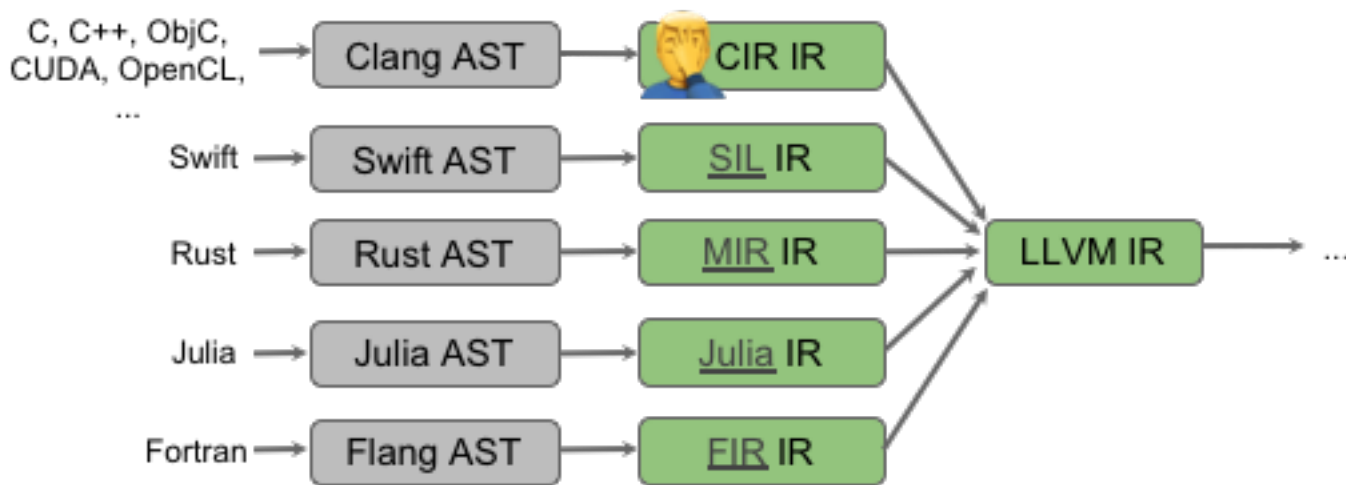 C, C++, ObjC,
CUDA, OpenCL,
...
Clang AST
CIR IR
Swift
Swift AST
SIL IR
Rust
Rust AST
MIR IR
LLVM IR
...
Julia
Julia AST
Julia IR
Fortran
Flang AST
FIR IR